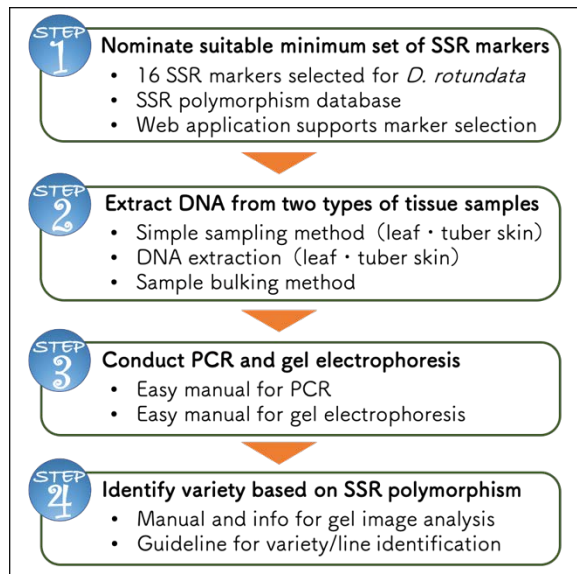 STEP
1
Nominate suitable minimum set of SSR markers
• 16 SSR markers selected for D. rotundata
• SSR polymorphism database
• Web application supports marker selection
STEP
2
Extract DNA from two types of tissue samples
• Simple sampling method（leaf・tuber skin）
• DNA extraction（leaf・tuber skin）
• Sample bulking method
STEP
3
Conduct PCR and gel electrophoresis
• Easy manual for PCR
• Easy manual for gel electrophoresis
STEP
4
Identify variety based on SSR polymorphism
• Manual and info for gel image analysis
• Guideline for variety/line identification